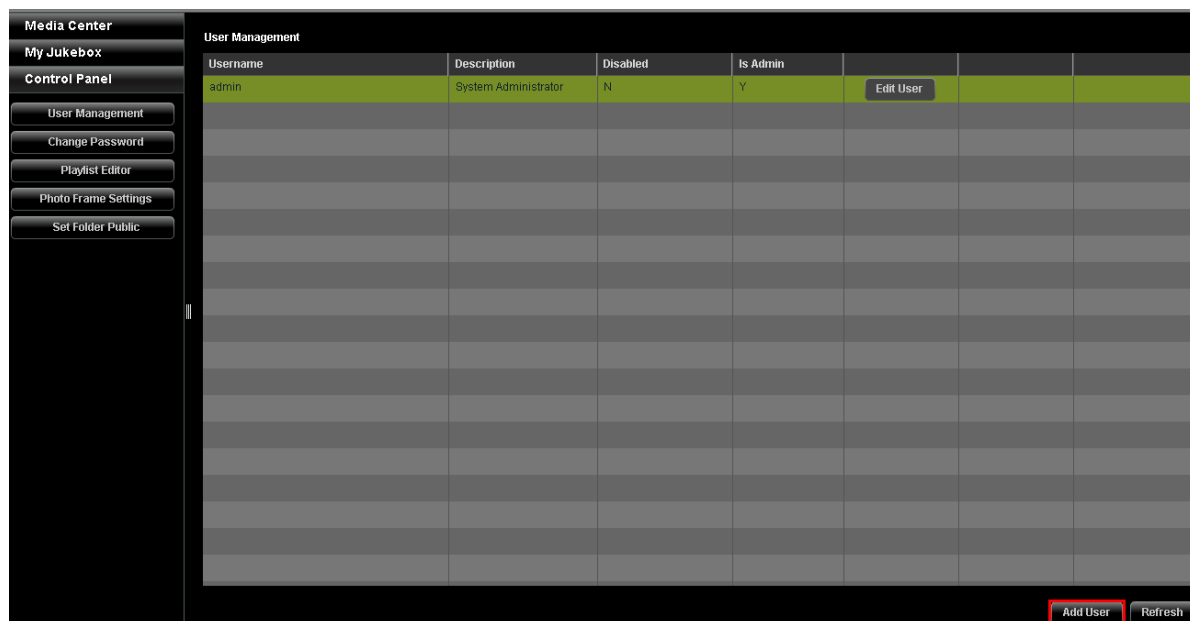 Media Center
My Jukebox
Control Panel
User Management
Change Password
Playlist Editor
Photo Frame Settings
Set Folder Public
User Management
Username Description Disabled Is Admin
admin System Administrator N Y Edit User
Add User Refresh